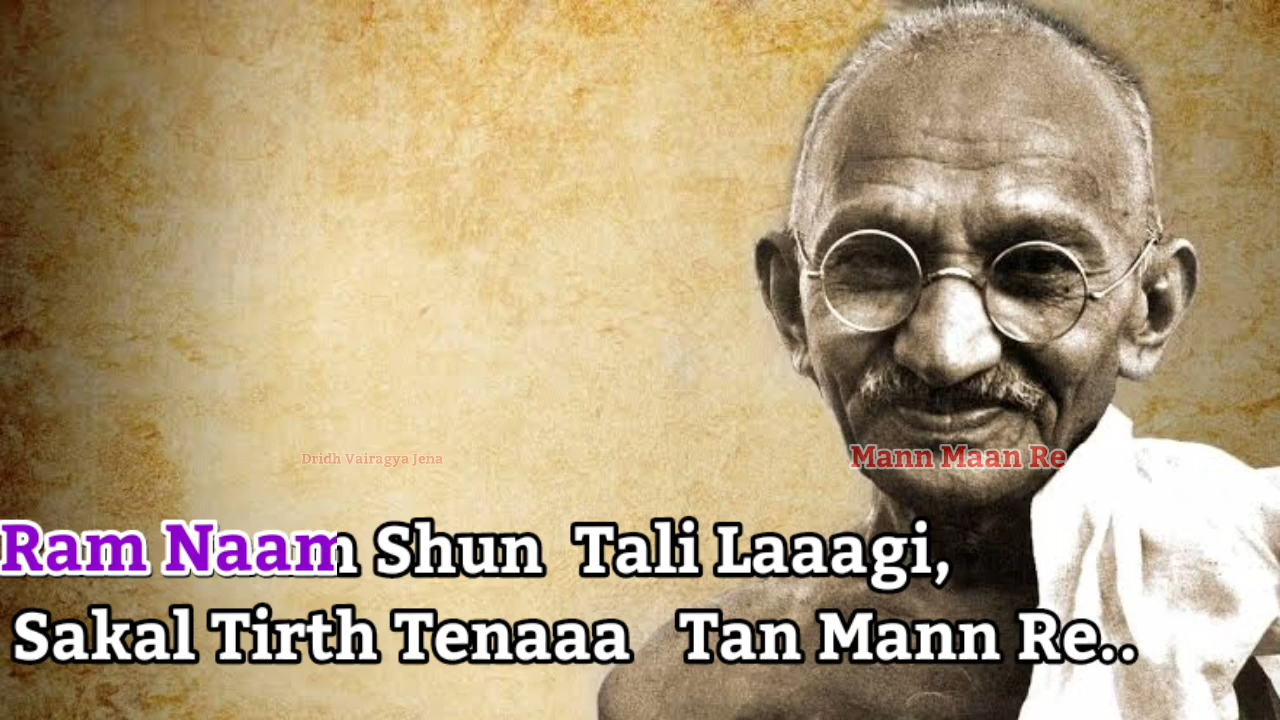 Dridh Vairagya Jena
Mann Maan Re
Ram Naam Shun Tali Laaagi,
Sakal Tirth Tenaaa Tan Mann Re..